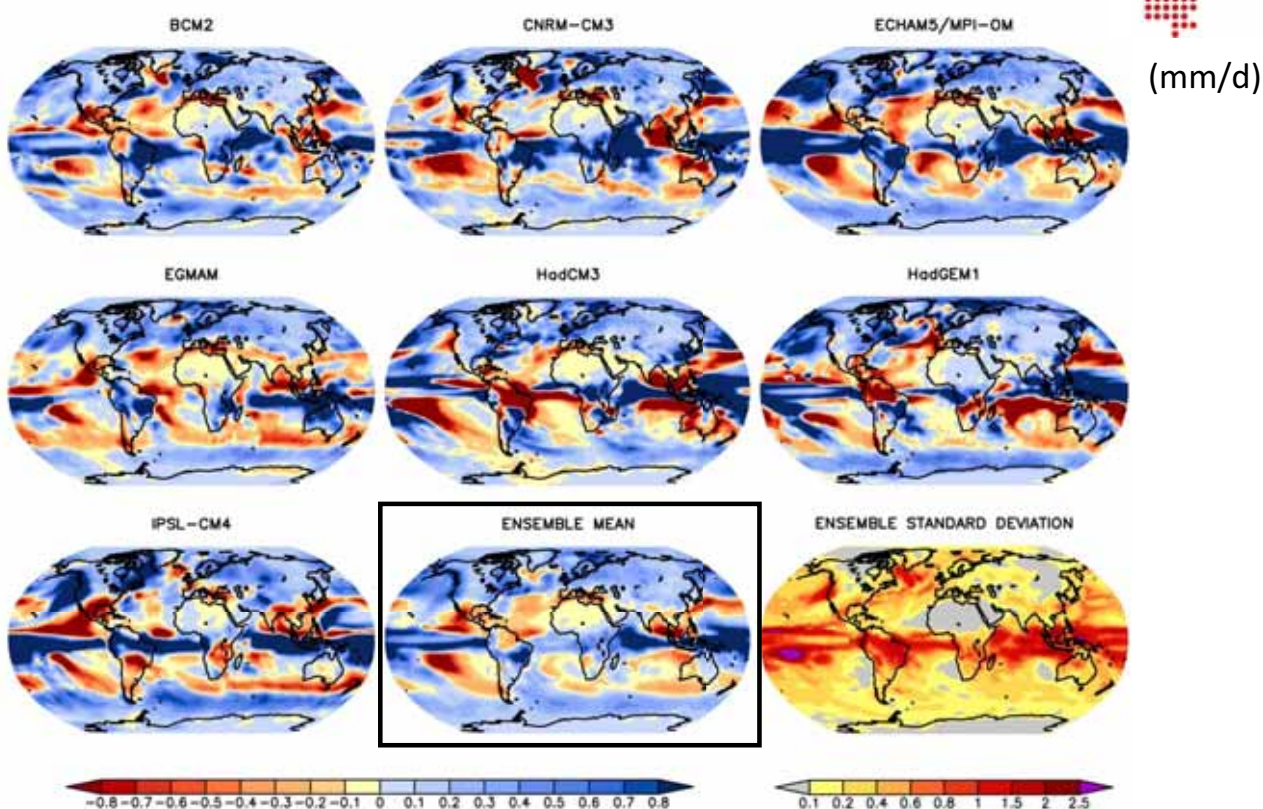 BCM2
CNRM-CM3
ECHAM5/MPI-OM
(mm/d)
EGMAM
HadCM3
HadGEM1
IPSL-CM4
ENSEMBLE MEAN
ENSEMBLE STANDARD DEVIATION
-0.8 -0.7 -0.6 -0.5 -0.4 -0.3 -0.2 -0.1 0 0.1 0.2 0.3 0.4 0.5 0.6 0.7 0.8
0.1 0.2 0.4 0.6 0.8 1 1.5 2 2.5